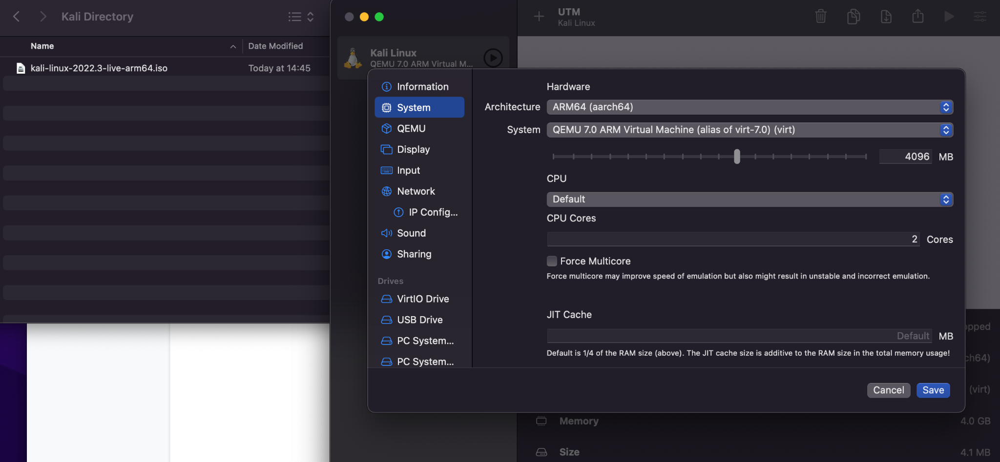 Kali Directory
Name
Date Modified
kali-linux-2022.3-live-arm64.iso
Today at 14:45
UTM
Kali Linux
Kali Linux
QEMU 7.0 ARM Virtual M...
Information
System
QEMU
Display
Input
Network
IP Config...
Sound
Sharing
Drives
VirtIO Drive
USB Drive
PC System...
PC System...
Hardware
Architecture
ARM64 (aarch64)
System
QEMU 7.0 ARM Virtual Machine (alias of virt-7.0) (virt)
4096 MB
CPU
Default
CPU Cores
2 Cores
Force Multicore
Force multicore may improve speed of emulation but also might result in unstable and incorrect emulation.
JIT Cache
Default MB
Default is 1/4 of the RAM size (above). The JIT cache size is additive to the RAM size in the total memory usage!
Cancel
Save
(virt)
Memory
4.0 GB
Size
4.1 MB